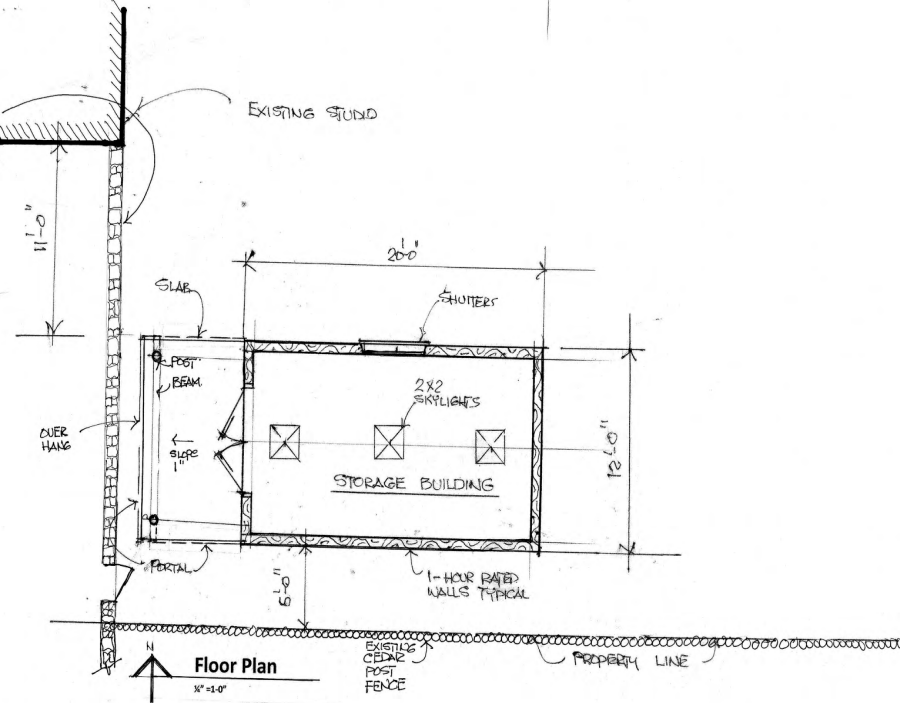 EXISTING STUDIO
11'-0"
20'-0"
SLAB
SHUTTERS
POST
BEAM
2X2
SKYLIGHTS
OVER
HANG
SLOPE
1"
STORAGE BUILDING
12'-0"
PORTAL
5'-0"
1-HOUR RATED
WALLS TYPICAL
EXISTING
CEDAR
POST
FENCE
PROPERTY LINE
N
Floor Plan
¼" =1-0"